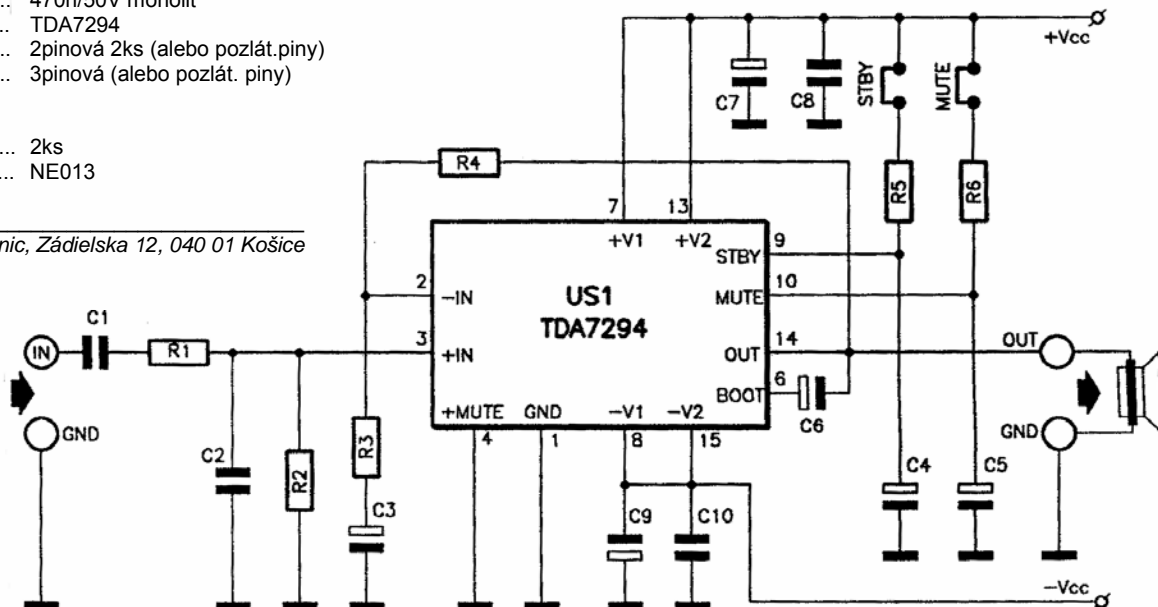 ... 470n/50V monolit
.. TDA7294
... 2pinová 2ks (alebo pozlát.piny)
... 3pinová (alebo pozlát. piny)
... 2ks
... NE013
nic, Zádielska 12, 040 01 Košice
+Vcc
C7
C8
STBY
MUTE
R4
R5
R6
7
13
+V1
+V2
9
STBY
2
-IN
US1
TDA7294
10
MUTE
C1
IN
R1
3
+IN
14
OUT
OUT
6
BOOT
C6
GND
+MUTE
GND
-V1
-V2
4
1
8
15
GND
C2
R2
R3
C3
C9
C10
C4
C5
-Vcc